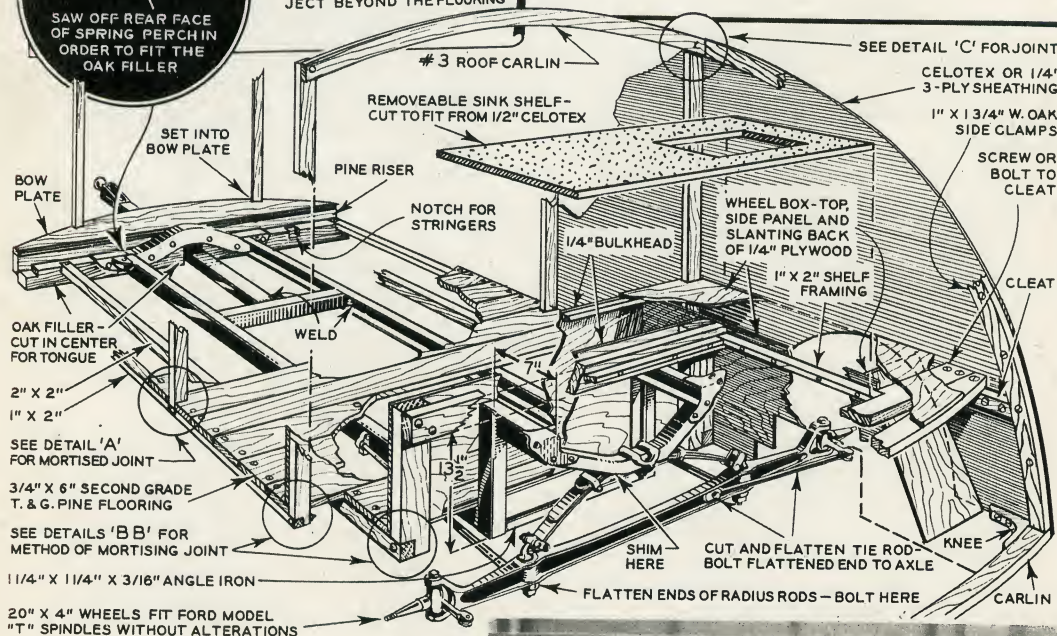 JECT BEYOND THE FLOORING
SAW OFF REAR FACE
OF SPRING PERCH IN
ORDER TO FIT THE
OAK FILLER
#3 ROOF CARLIN
SEE DETAIL 'C' FOR JOINT
CELOTEX OR 1/4"
3-PLY SHEATHING
1" X 1 3/4" W. OAK
SIDE CLAMPS
SCREW OR
BOLT TO
CLEAT
CLEAT
REMOVEABLE SINK SHELF-
CUT TO FIT FROM 1/2" CELOTEX
SET INTO
BOW PLATE
BOW
PLATE
PINE RISER
NOTCH FOR
STRINGERS
1/4" BULKHEAD
WHEEL BOX-TOP,
SIDE PANEL AND
SLANTING BACK
OF 1/4" PLYWOOD
1" X 2" SHELF
FRAMING
WELD
7"
13 1/2"
OAK FILLER-
CUT IN CENTER
FOR TONGUE
2" X 2"
1" X 2"
SEE DETAIL 'A'
FOR MORTISED JOINT
3/4" X 6" SECOND GRADE
T. & G. PINE FLOORING
SEE DETAILS 'BB' FOR
METHOD OF MORTISING JOINT
1 1/4" X 1 1/4" X 3/16" ANGLE IRON
20" X 4" WHEELS FIT FORD MODEL
"T" SPINDLES WITHOUT ALTERATIONS
SHIM
HERE
CUT AND FLATTEN TIE ROD-
BOLT FLATTENED END TO AXLE
FLATTEN ENDS OF RADIUS RODS - BOLT HERE
KNEE
CARLIN